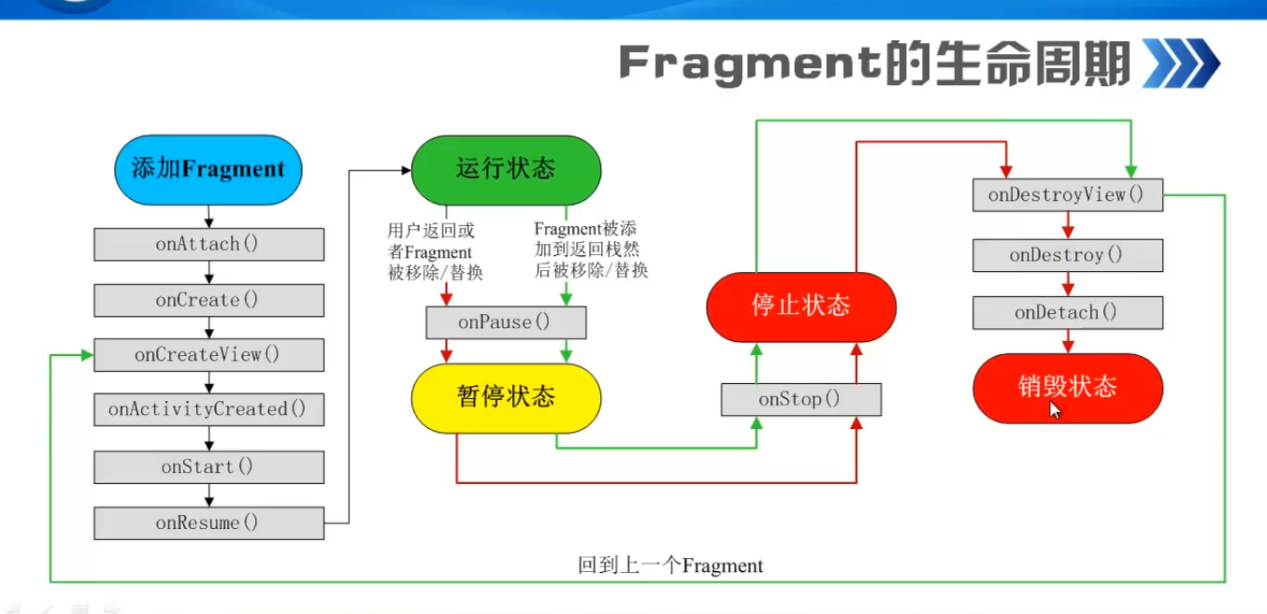 Fragment的生命周期
添加Fragment
onAttach()
onCreate()
onCreateView()
onActivityCreated()
onStart()
onResume()
运行状态
用户返回或
者Fragment
被移除/替换
Fragment被添
加到返回栈然
后被移除/替换
onPause()
暂停状态
停止状态
onStop()
onDestroyView()
onDestroy()
onDetach()
销毁状态
回到上一个Fragment